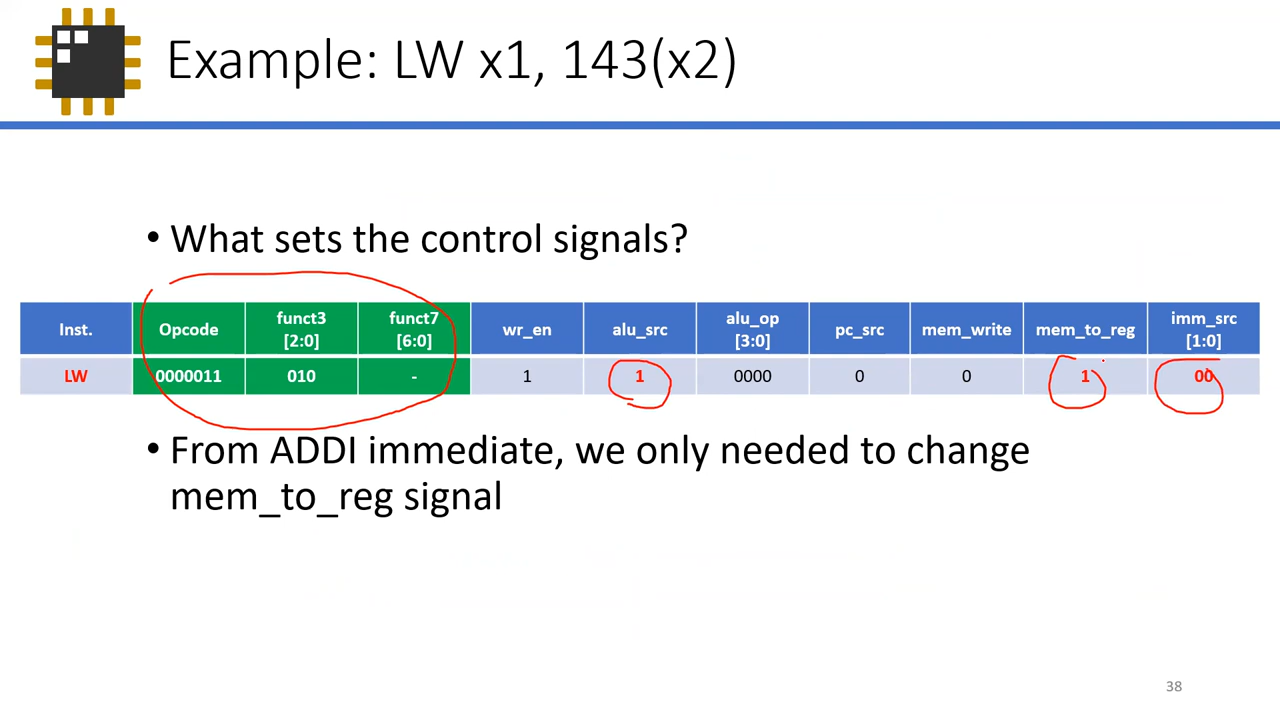 Example: LW x1, 143(x2)
• What sets the control signals?
Inst. Opcode funct3 [2:0] funct7 [6:0] wr_en alu_src alu_op [3:0] pc_src mem_write mem_to_reg imm_src [1:0]
LW 0000011 010 - 1 1 0000 0 0 1 00
• From ADDI immediate, we only needed to change
mem_to_reg signal
38